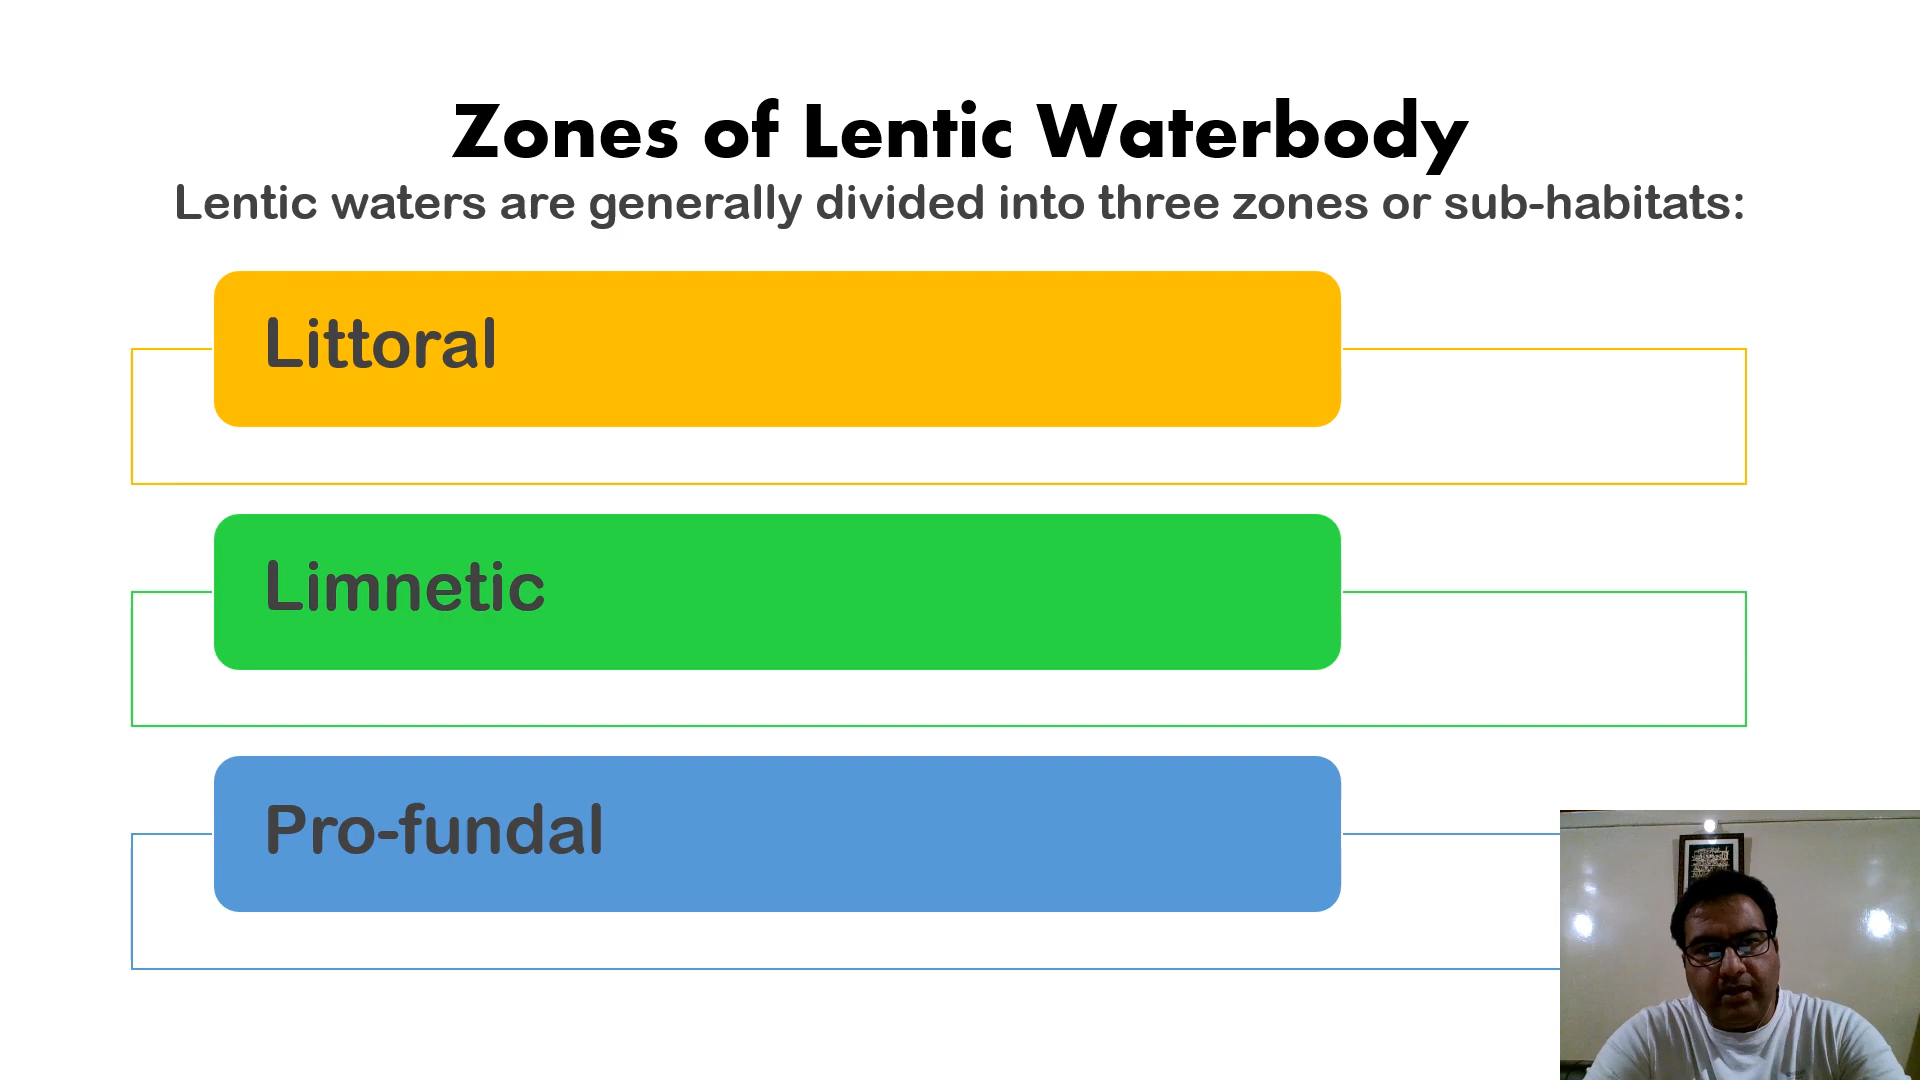 Zones of Lentic Waterbody
Lentic waters are generally divided into three zones or sub-habitats:
Littoral
Limnetic
Pro-fundal